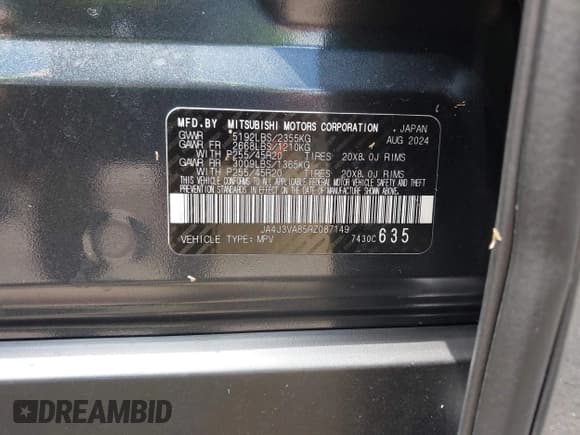 MFD.BY MITSUBISHI MOTORS CORPORATION JAPAN
GVWR 5192LBS/2355KG AUG 2024
GAWR FR 2668LBS/1210KG
WITH P255/45R20 TIRES 20X8.0J RIMS
GAWR RR 3009LBS/1365KG
WITH P255/45R20 TIRES 20X8.0J RIMS
THIS VEHICLE CONFORMS TO ALL APPLICABLE FEDERAL MOTOR VEHICLE SAFETY AND THEFT
PREVENTION STANDARDS IN EFFECT ON THE DATE OF MANUFACTURE SHOWN ABOVE.
JA4J3VA85RZ087149
VEHICLE TYPE: MPV 7430C 635
DREAMBID